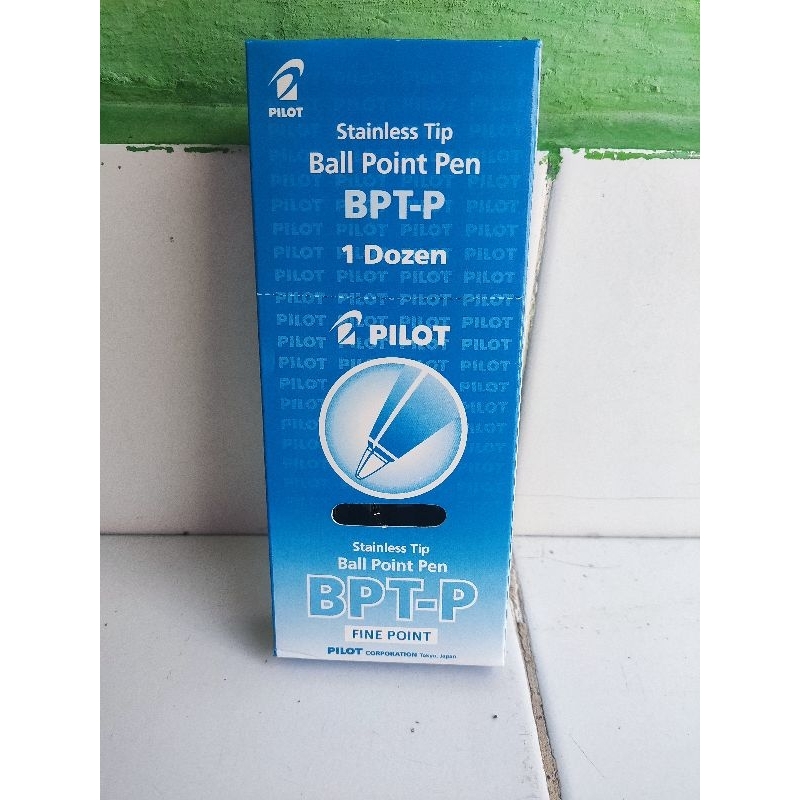 PILOT
Stainless Tip
Ball Point Pen
BPT-P
1 Dozen
PILOT
Stainless Tip
Ball Point Pen
BPT-P
FINE POINT
PILOT CORPORATION Tokyo, Japan